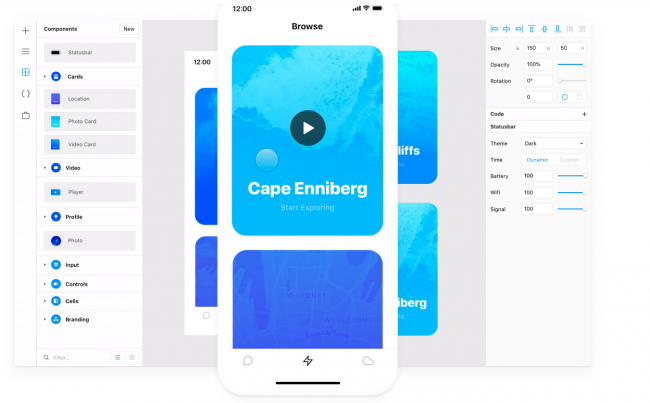 12:00
Browse
Components
New
Statusbar
Cards
Location
Photo Card
Video Card
Video
Player
Profile
Photo
Input
Controls
Cells
Branding
Filter...
12:00
Cape Enniberg
Start Exploring
liffs
niberg
Size
150
W
50
H
Opacity
100%
Rotation
0°
0
Code
Statusbar
Theme
Dark
Time
Dynamic
Custom
Battery
100
Wifi
100
Signal
100